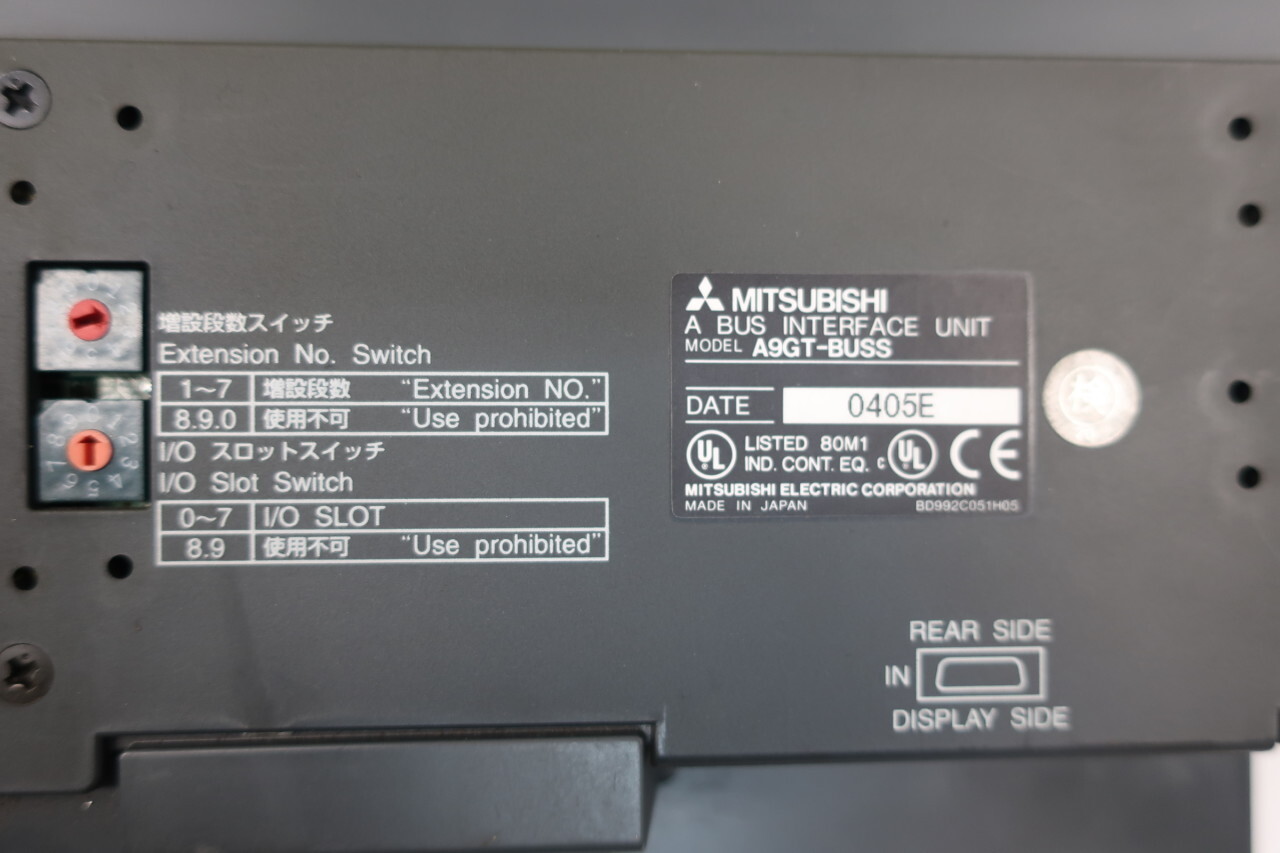 増設段数スイッチ
Extension No. Switch
1~7 増設段数 "Extension NO."
8.9.0 使用不可 "Use prohibited"
I/O スロットスイッチ
I/O Slot Switch
0~7 I/O SLOT
8.9 使用不可 "Use prohibited"
MITSUBISHI
A BUS INTERFACE UNIT
MODEL A9GT-BUSS
DATE 0405E
UL LISTED 80M1 c UL CE
IND. CONT. EQ.
MITSUBISHI ELECTRIC CORPORATION
MADE IN JAPAN BD992C051H05
REAR SIDE
IN
DISPLAY SIDE